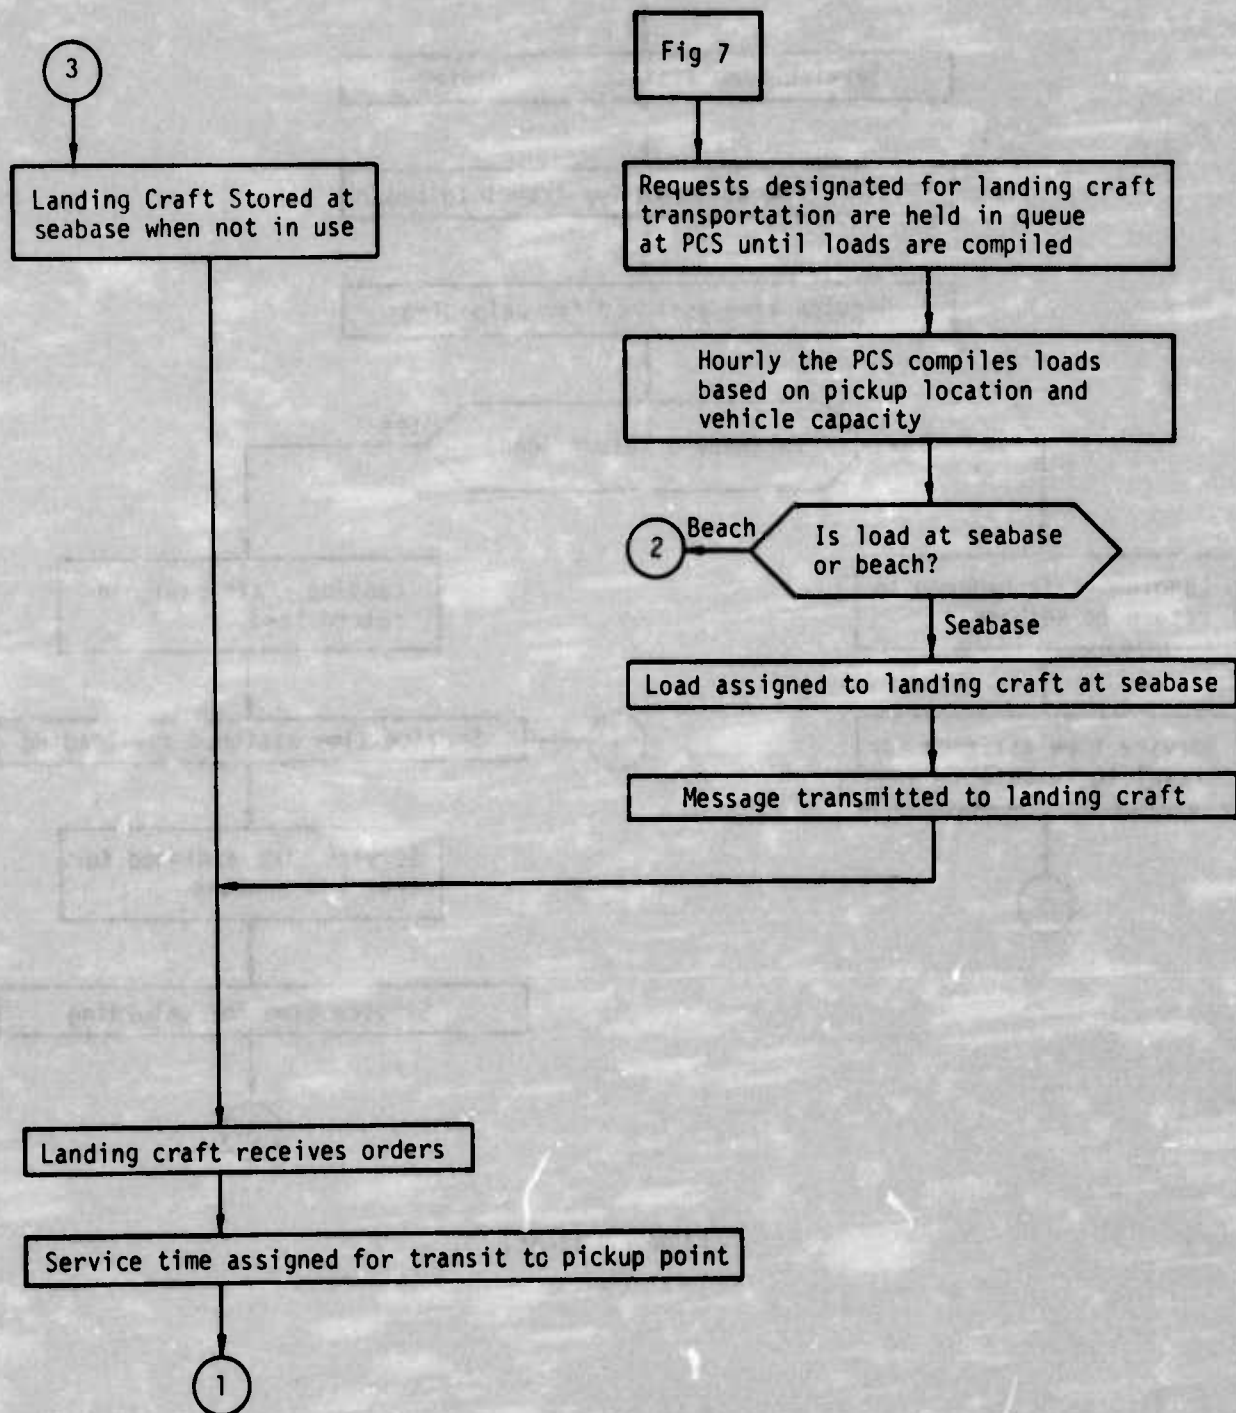 3
Landing Craft Stored at
seabase when not in use
Fig 7
Requests designated for landing craft
transportation are held in queue
at PCS until loads are compiled
Hourly the PCS compiles loads
based on pickup location and
vehicle capacity
Is load at seabase
or beach?
Beach
2
Seabase
Load assigned to landing craft at seabase
Message transmitted to landing craft
Landing craft receives orders
Service time assigned for transit to pickup point
1